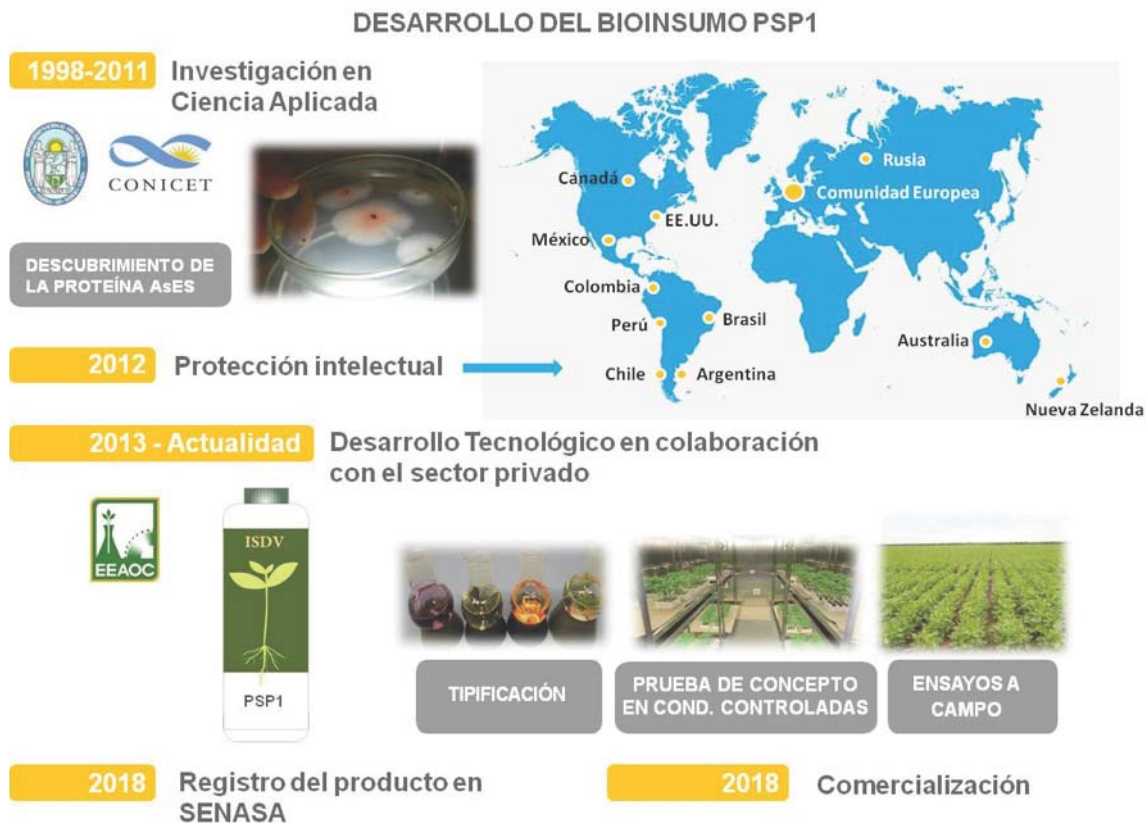 DESARROLLO DEL BIOINSUMO PSP1
1998-2011
Investigación en
Ciencia Aplicada
CONICET
DESCUBRIMIENTO DE
LA PROTEÍNA AsES
Canadá
EE.UU.
México
Colombia
Perú
Brasil
Chile
Argentina
Rusia
Comunidad Europea
Australia
Nueva Zelanda
2012
Protección intelectual
2013 - Actualidad
Desarrollo Tecnológico en colaboración
con el sector privado
EEAOC
ISDV
PSP1
TIPIFICACIÓN
PRUEBA DE CONCEPTO
EN COND. CONTROLADAS
ENSAYOS A
CAMPO
2018
Registro del producto en
SENASA
2018
Comercialización